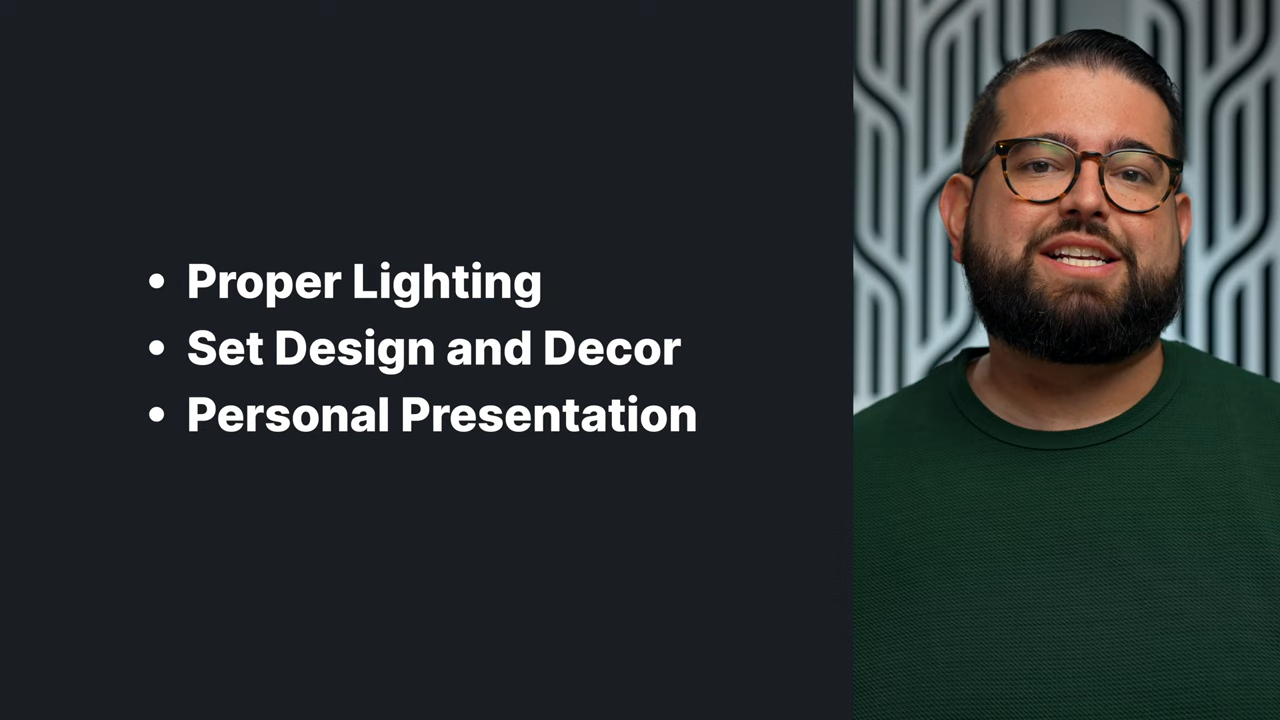 • Proper Lighting
• Set Design and Decor
• Personal Presentation